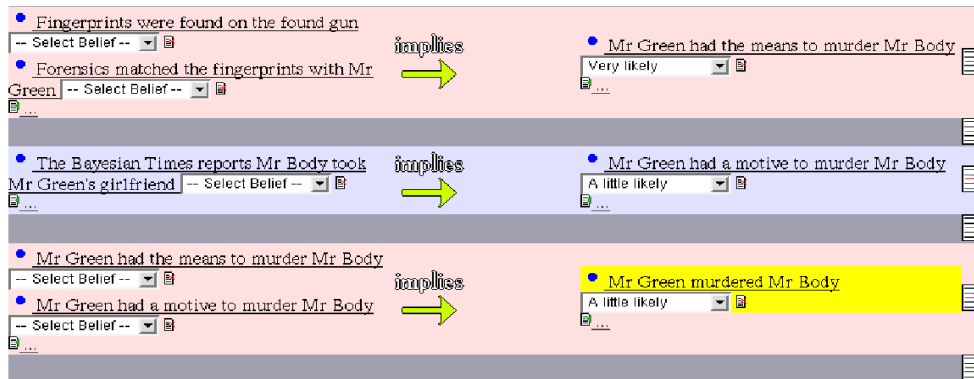 Fingerprints were found on the found gun
-- Select Belief --
Forensics matched the fingerprints with Mr
Green -- Select Belief --
...
implies
Mr Green had the means to murder Mr Body
Very likely
...
The Bayesian Times reports Mr Body took
Mr Green's girlfriend -- Select Belief --
...
implies
Mr Green had a motive to murder Mr Body
A little likely
...
Mr Green had the means to murder Mr Body
-- Select Belief --
Mr Green had a motive to murder Mr Body
-- Select Belief --
...
implies
Mr Green murdered Mr Body
A little likely
...